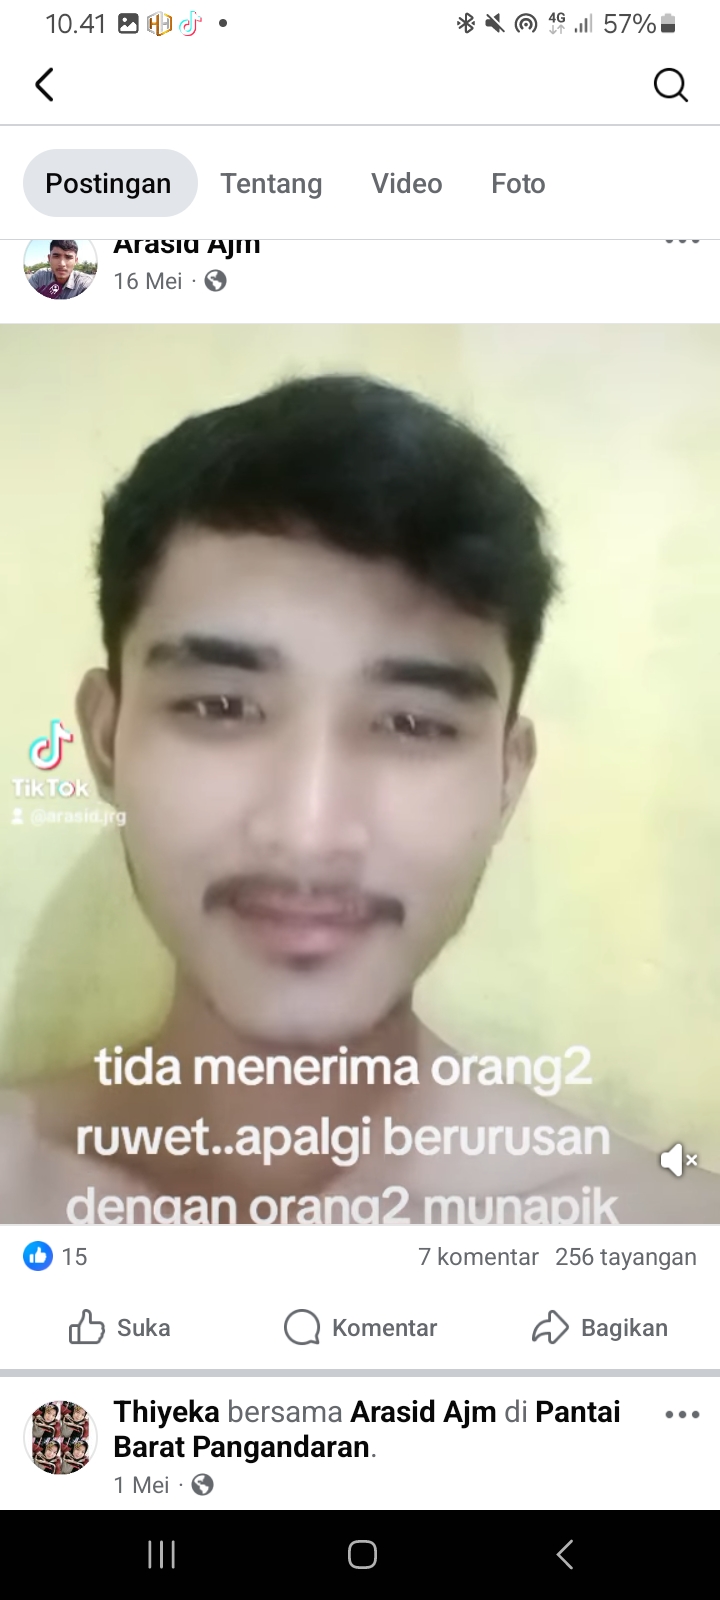 10.41
4G
57%
Postingan Tentang Video Foto
Arasid Ajm
16 Mei ·
TikTok
@arasid.jrg
tida menerima orang2
ruwet..apalgi berurusan
dengan orang2 munapik
15 7 komentar 256 tayangan
Suka Komentar Bagikan
Thiyeka bersama Arasid Ajm di Pantai
Barat Pangandaran.
1 Mei ·